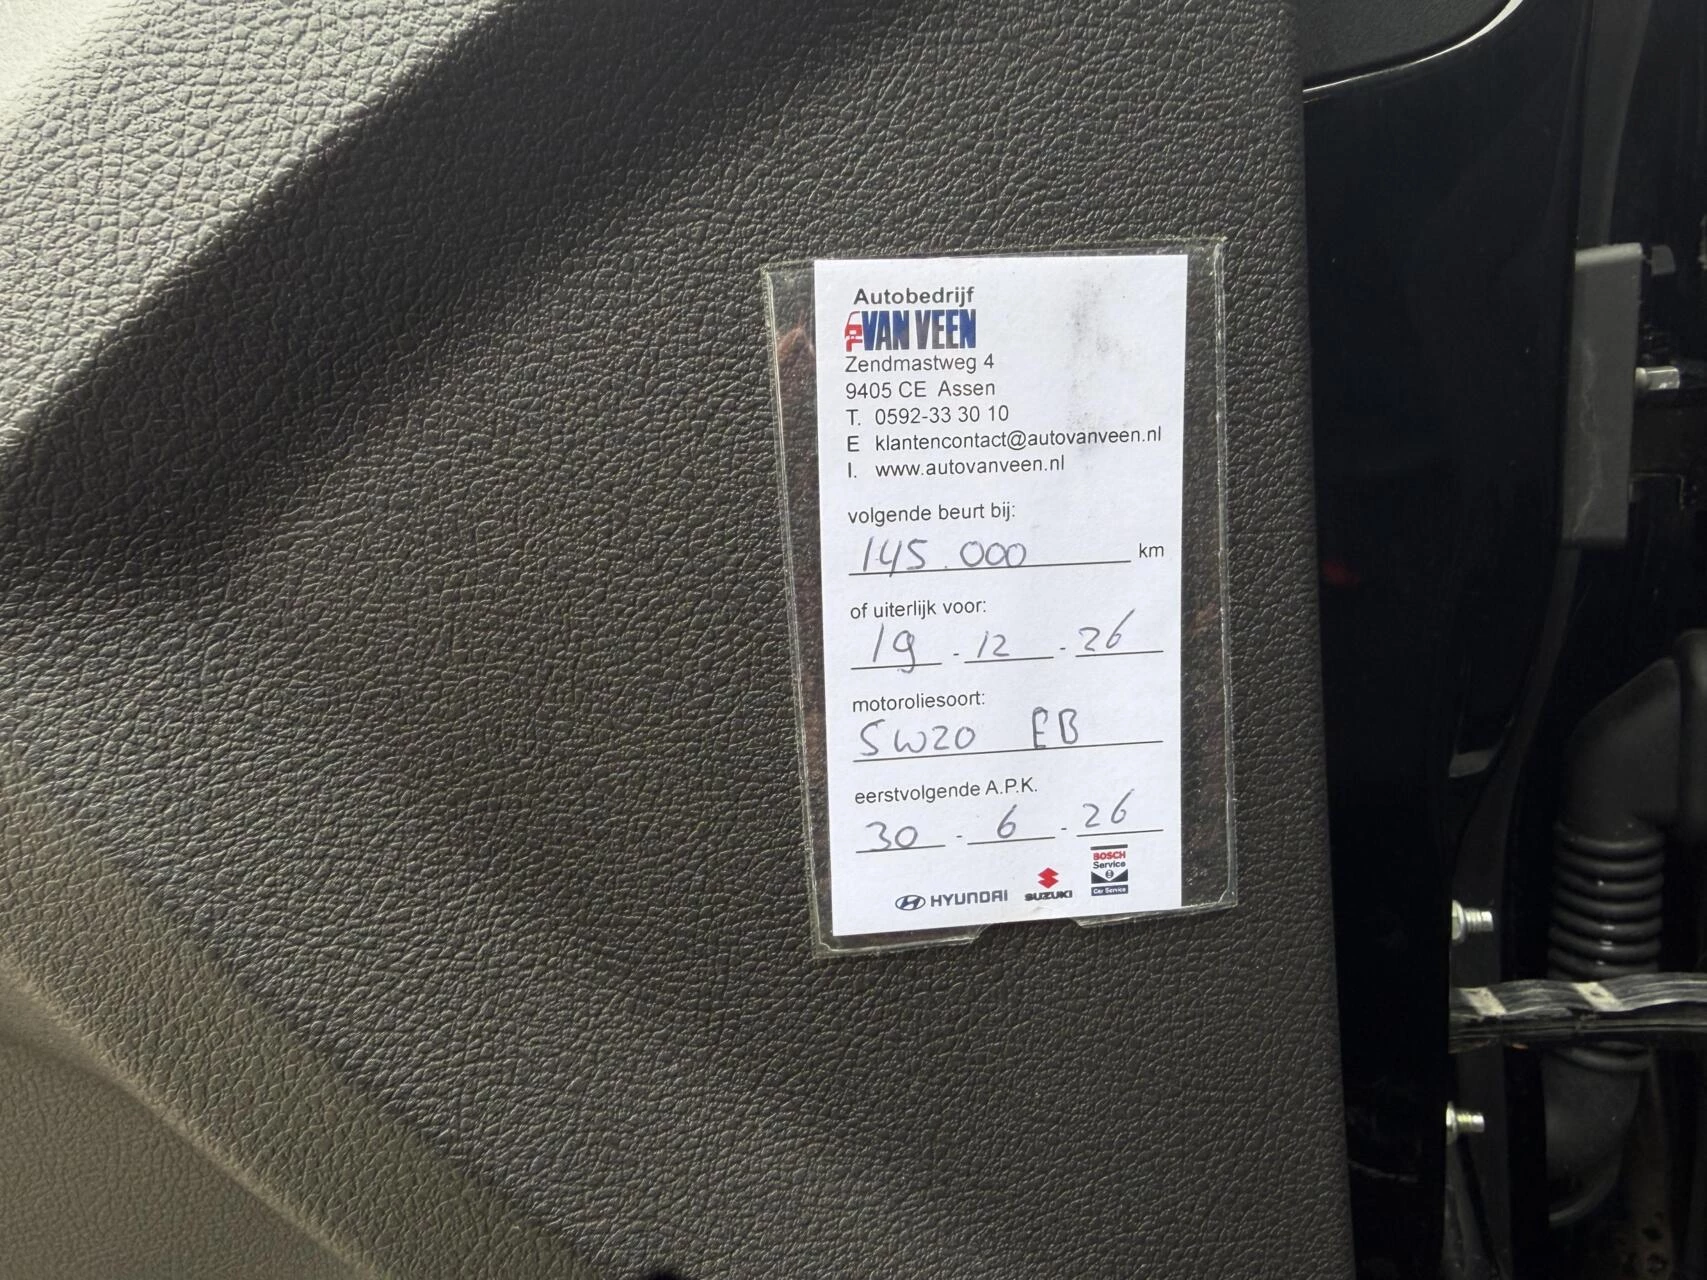 Autobedrijf
VAN VEEN
Zendmastweg 4
9405 CE Assen
T. 0592-33 30 10
E klantencontact@autovanveen.nl
I. www.autovanveen.nl
volgende beurt bij:
145.000 km
of uiterlijk voor:
19 - 12 - 26
motoroliesoort:
5W20 EB
eerstvolgende A.P.K.
30 - 6 - 26
HYUNDAI SUZUKI BOSCH
Service
Car Service